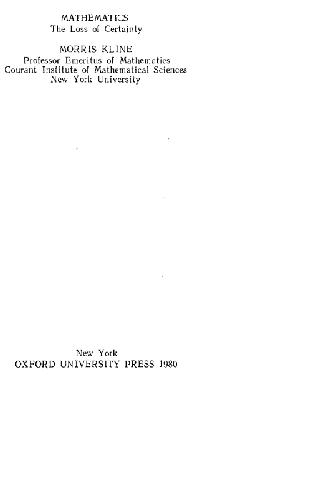 MATHEMATICS
The Loss of Certainty
MORRIS KLINE
Professor Emeritus of Mathematics
Courant Institute of Mathematical Sciences
New York University
New York
OXFORD UNIVERSITY PRESS 1980